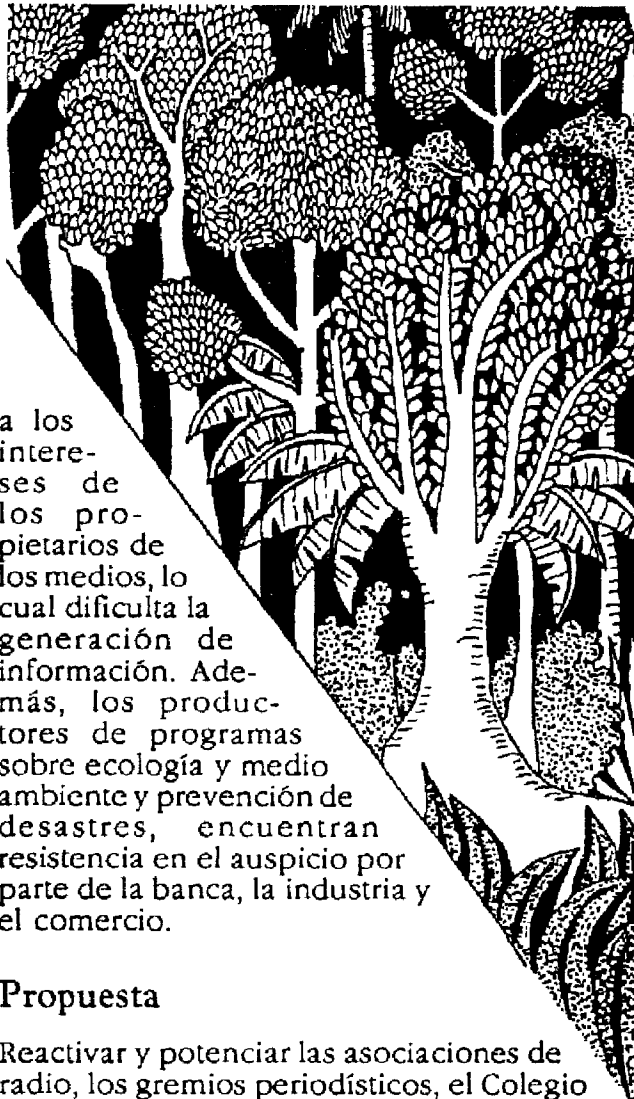 a los
intere-
ses de
los pro-
pietarios de
los medios, lo
cual dificulta la
generación de
información. Ade-
más, los produc-
tores de programas
sobre ecología y medio
ambiente y prevención de
desastres, encuentran
resistencia en el auspicio por
parte de la banca, la industria y
el comercio.
Propuesta
Reactivar y potenciar las asociaciones de
radio, los gremios periodísticos, el Colegio